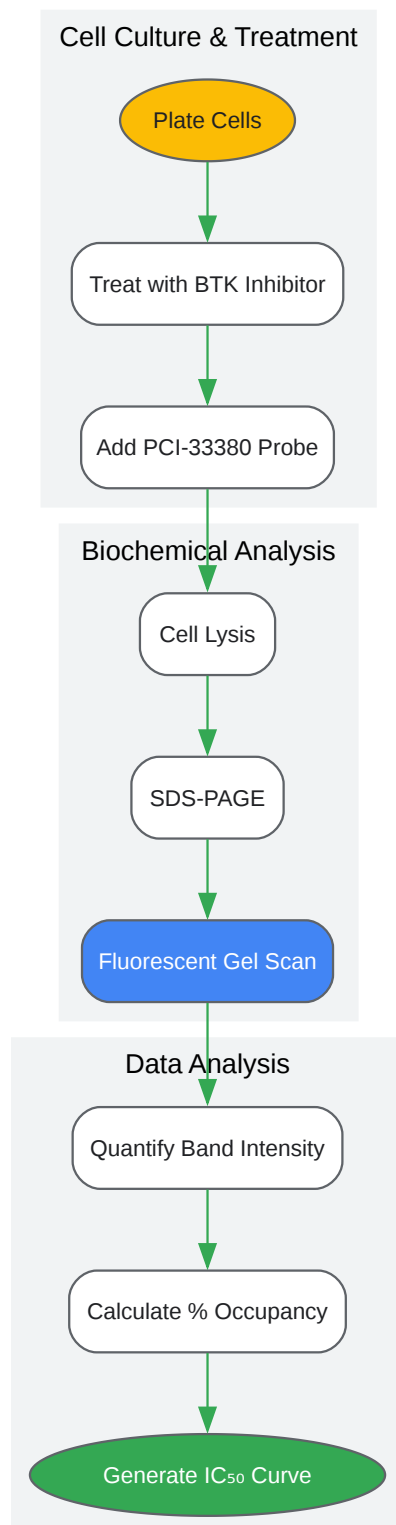 Cell Culture & Treatment
Plate Cells
Treat with BTK Inhibitor
Add PCI-33380 Probe
Biochemical Analysis
Cell Lysis
SDS-PAGE
Fluorescent Gel Scan
Data Analysis
Quantify Band Intensity
Calculate % Occupancy
Generate IC₅₀ Curve